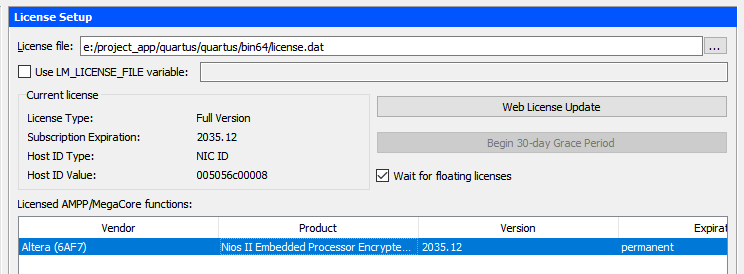 License Setup
License file: e:/project_app/quartus/quartus/bin64/license.dat ...
Use LM_LICENSE_FILE variable:
Current license
License Type: Full Version
Subscription Expiration: 2035.12
Host ID Type: NIC ID
Host ID Value: 005056c00008
Web License Update
Begin 30-day Grace Period
Wait for floating licenses
Licensed AMPP/MegaCore functions:
Vendor Product Version Expirat
Altera (6AF7) Nios II Embedded Processor Encrypte... 2035.12 permanent